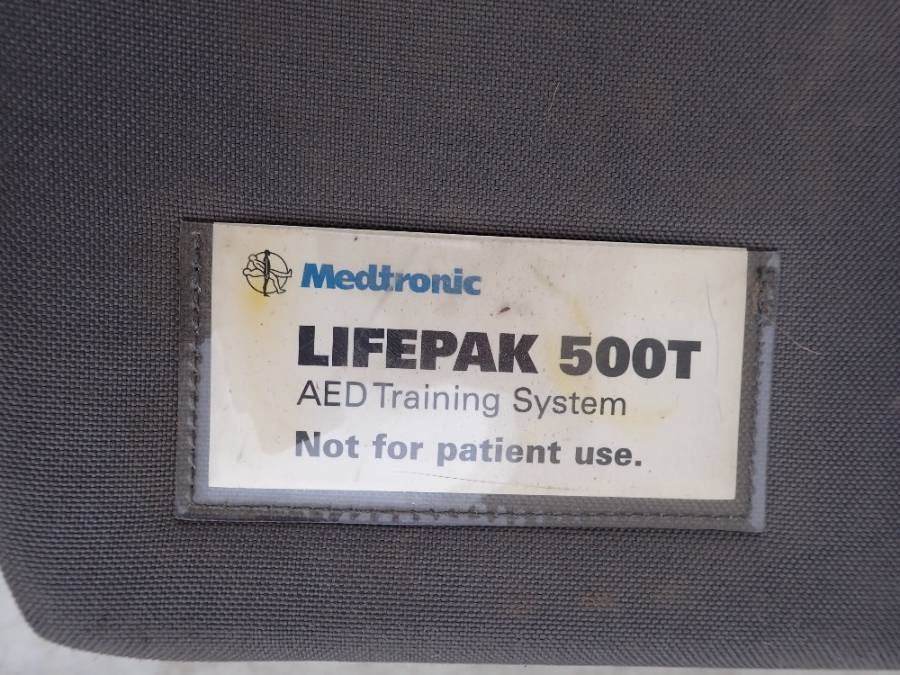 Medtronic
LIFEPAK 500T
AED Training System
Not for patient use.